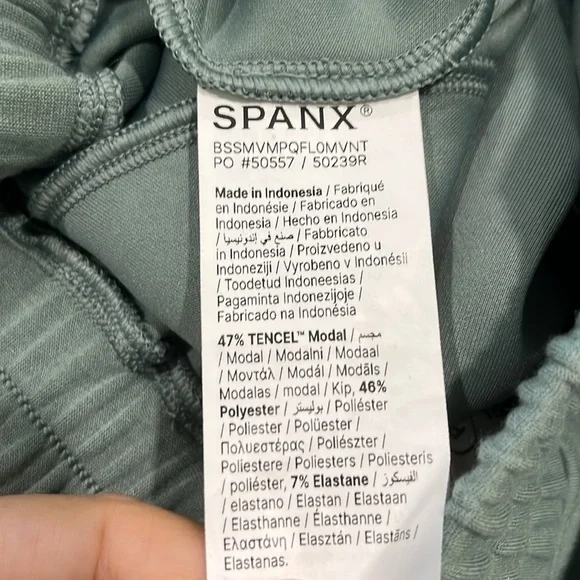 SPANX®
BSSMVMPQFL0MVNT
PO #50557 / 50239R
Made in Indonesia / Fabriqué
en Indonésie / Fabricado en
Indonesia / Hecho en Indonesia
/ صنع في إندونيسيا / Fabbricato
in Indonesia / Proizvedeno u
Indoneziji / Vyrobeno v Indonésii
/ Toodetud Indoneesias /
Pagaminta Indonezijoje /
Fabricado na Indonésia
47% TENCEL™ Modal / مجسم
/ Modal / Modalni / Modaal
/ Μοντάλ / Modál / Modāls /
Modalas / modal / Kip, 46%
Polyester / بوليستر / Poliéster
/ Poliester / Polüester /
Πολυεστέρας / Poliészter /
Poliestere / Poliesters / Poliesteris
/ poliéster, 7% Elastane / الفيسكوز
/ elastano / Elastan / Elastaan
/ Elasthanne / Élasthanne /
Ελαστάνη / Elasztán / Elastāns /
Elastanas.